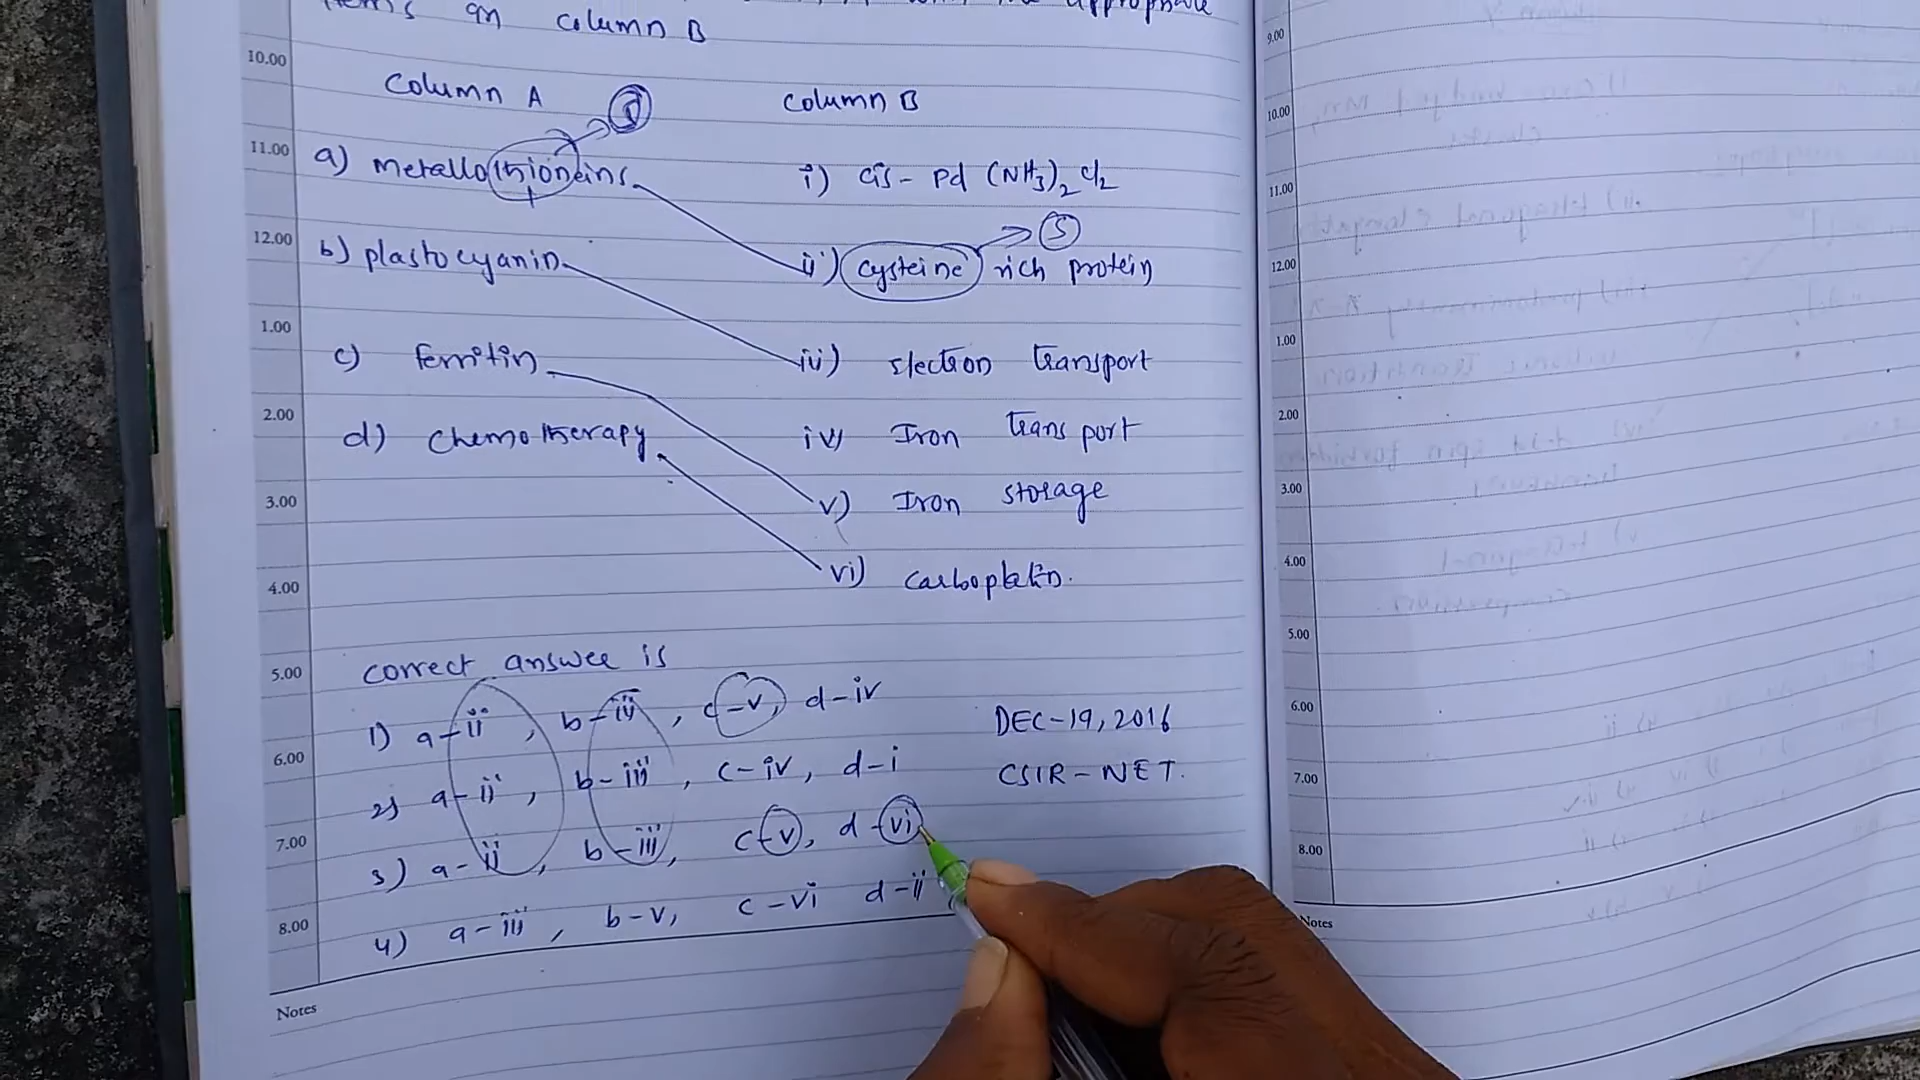 items in column B
appropriate
10.00
column A
S
column B
11.00
a) Metallothioneins
i) cis - Pd (NH3)2 Cl2
S
12.00
b) plastocyanin
ii) cysteine rich protein
1.00
c) Ferritin
iii) Electron transport
2.00
d) chemotherapy
iv) Iron transport
3.00
v) Iron storage
4.00
vi) carboplatin.
5.00
correct answer is
1) a-ii, b-iii, c-v, d-iv
DEC-19, 2016
6.00
2) a-ii, b-iii, c-iv, d-i
CSIR-NET.
7.00
3) a-ii, b-iii, c-v, d-vi
8.00
4) a-iii, b-v, c-vi d-ii
Notes
9.00
10.00
11.00
12.00
1.00
2.00
3.00
4.00
5.00
6.00
7.00
8.00
Notes